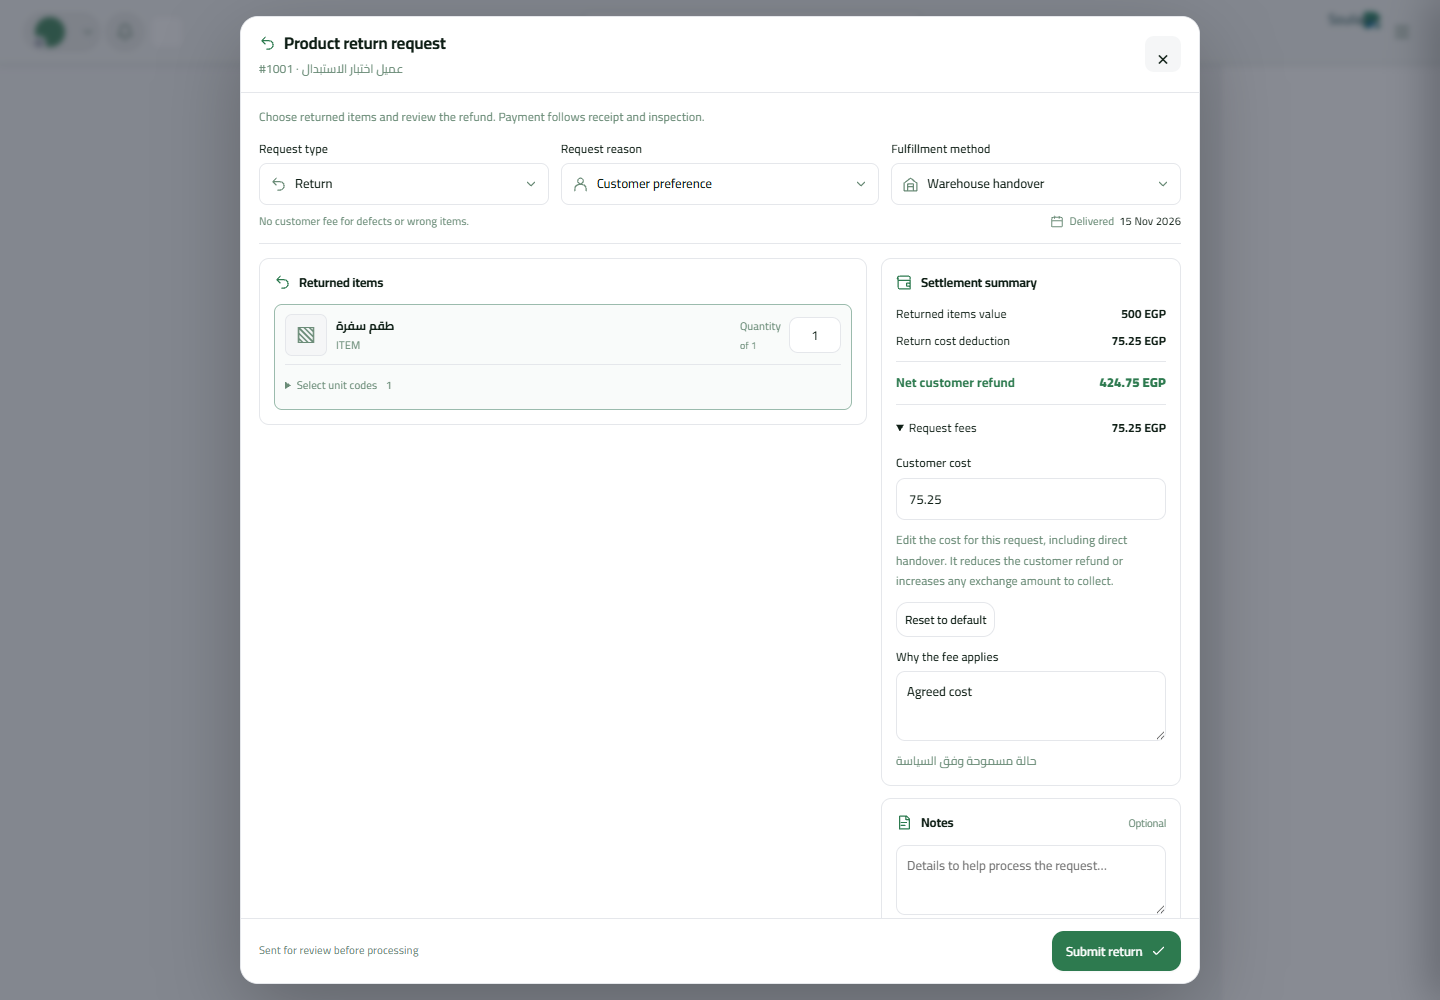 Product return request
#1001 · عميل اختبار الاستبدال
Choose returned items and review the refund. Payment follows receipt and inspection.
Request type
Return
Request reason
Customer preference
Fulfillment method
Warehouse handover
No customer fee for defects or wrong items.
Delivered 15 Nov 2026
Returned items
طقم سفرة
ITEM
Quantity
of 1
1
Select unit codes 1
Settlement summary
Returned items value 500 EGP
Return cost deduction 75.25 EGP
Net customer refund 424.75 EGP
Request fees 75.25 EGP
Customer cost
75.25
Edit the cost for this request, including direct
handover. It reduces the customer refund or
increases any exchange amount to collect.
Reset to default
Why the fee applies
Agreed cost
حالة مسموحة وفق السياسة
Notes Optional
Details to help process the request...
Sent for review before processing
Submit return